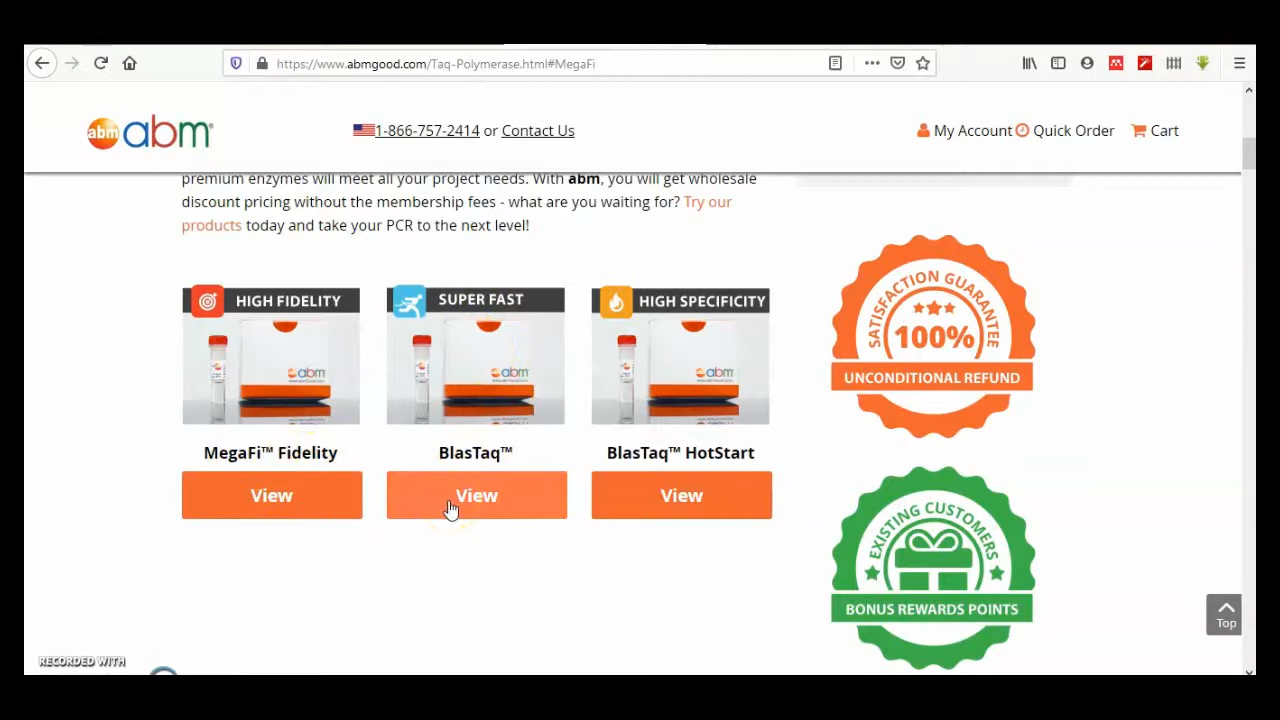 https://www.abmgood.com/Taq-Polymerase.html#MegaFi
abm abm®
1-866-757-2414 or Contact Us
My Account Quick Order Cart
premium enzymes will meet all your project needs. With abm, you will get wholesale
discount pricing without the membership fees - what are you waiting for? Try our
products today and take your PCR to the next level!
HIGH FIDELITY
abm
SUPER FAST
abm
HIGH SPECIFICITY
abm
MegaFi™ Fidelity
BlasTaq™
BlasTaq™ HotStart
View
View
View
SATISFACTION GUARANTEE
100%
UNCONDITIONAL REFUND
EXISTING CUSTOMERS
BONUS REWARDS POINTS
Top
RECORDED WITH